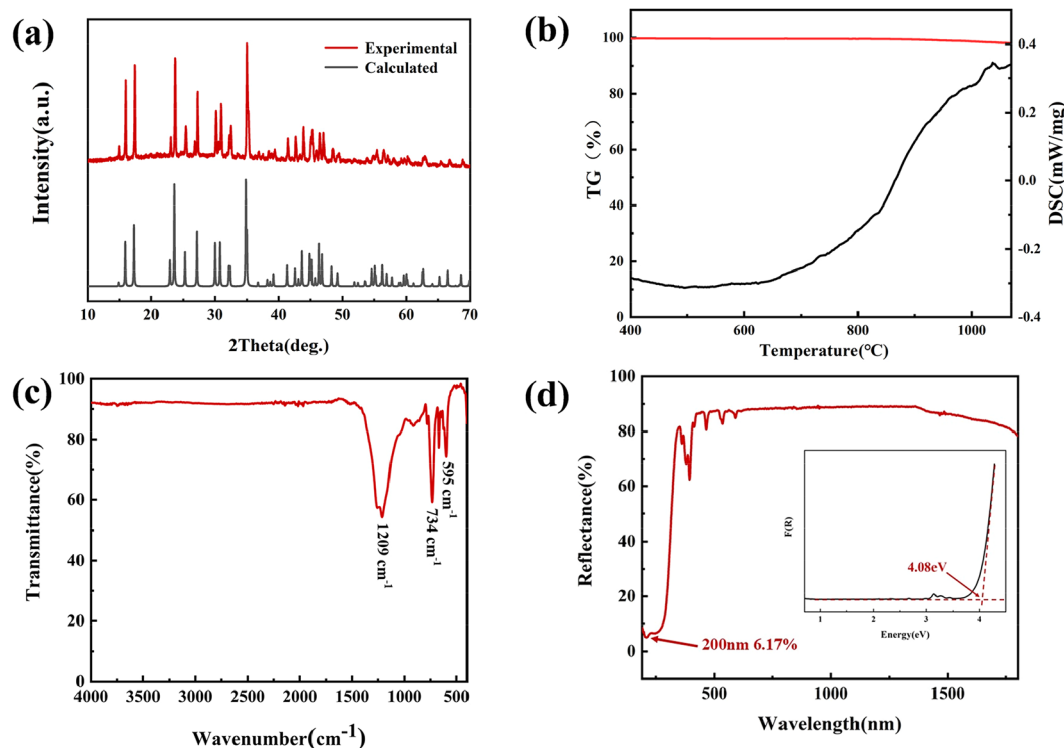 (a)
Experimental
Calculated
Intensity(a.u.)
10 20 30 40 50 60 70
2Theta(deg.)
(b)
100
80
60
40
20
0
TG（%）
0.4
0.2
0.0
-0.2
-0.4
DSC(mW/mg)
400 600 800 1000
Temperature(℃)
(c)
100
80
60
40
20
0
Transmittance(%)
1209 cm⁻¹
734 cm⁻¹
595 cm⁻¹
4000 3500 3000 2500 2000 1500 1000 500
Wavenumber(cm⁻¹)
(d)
100
80
60
40
20
0
Reflectance(%)
200nm 6.17%
F(R)
4.08eV
1 2 3 4
Energy(eV)
500 1000 1500
Wavelength(nm)